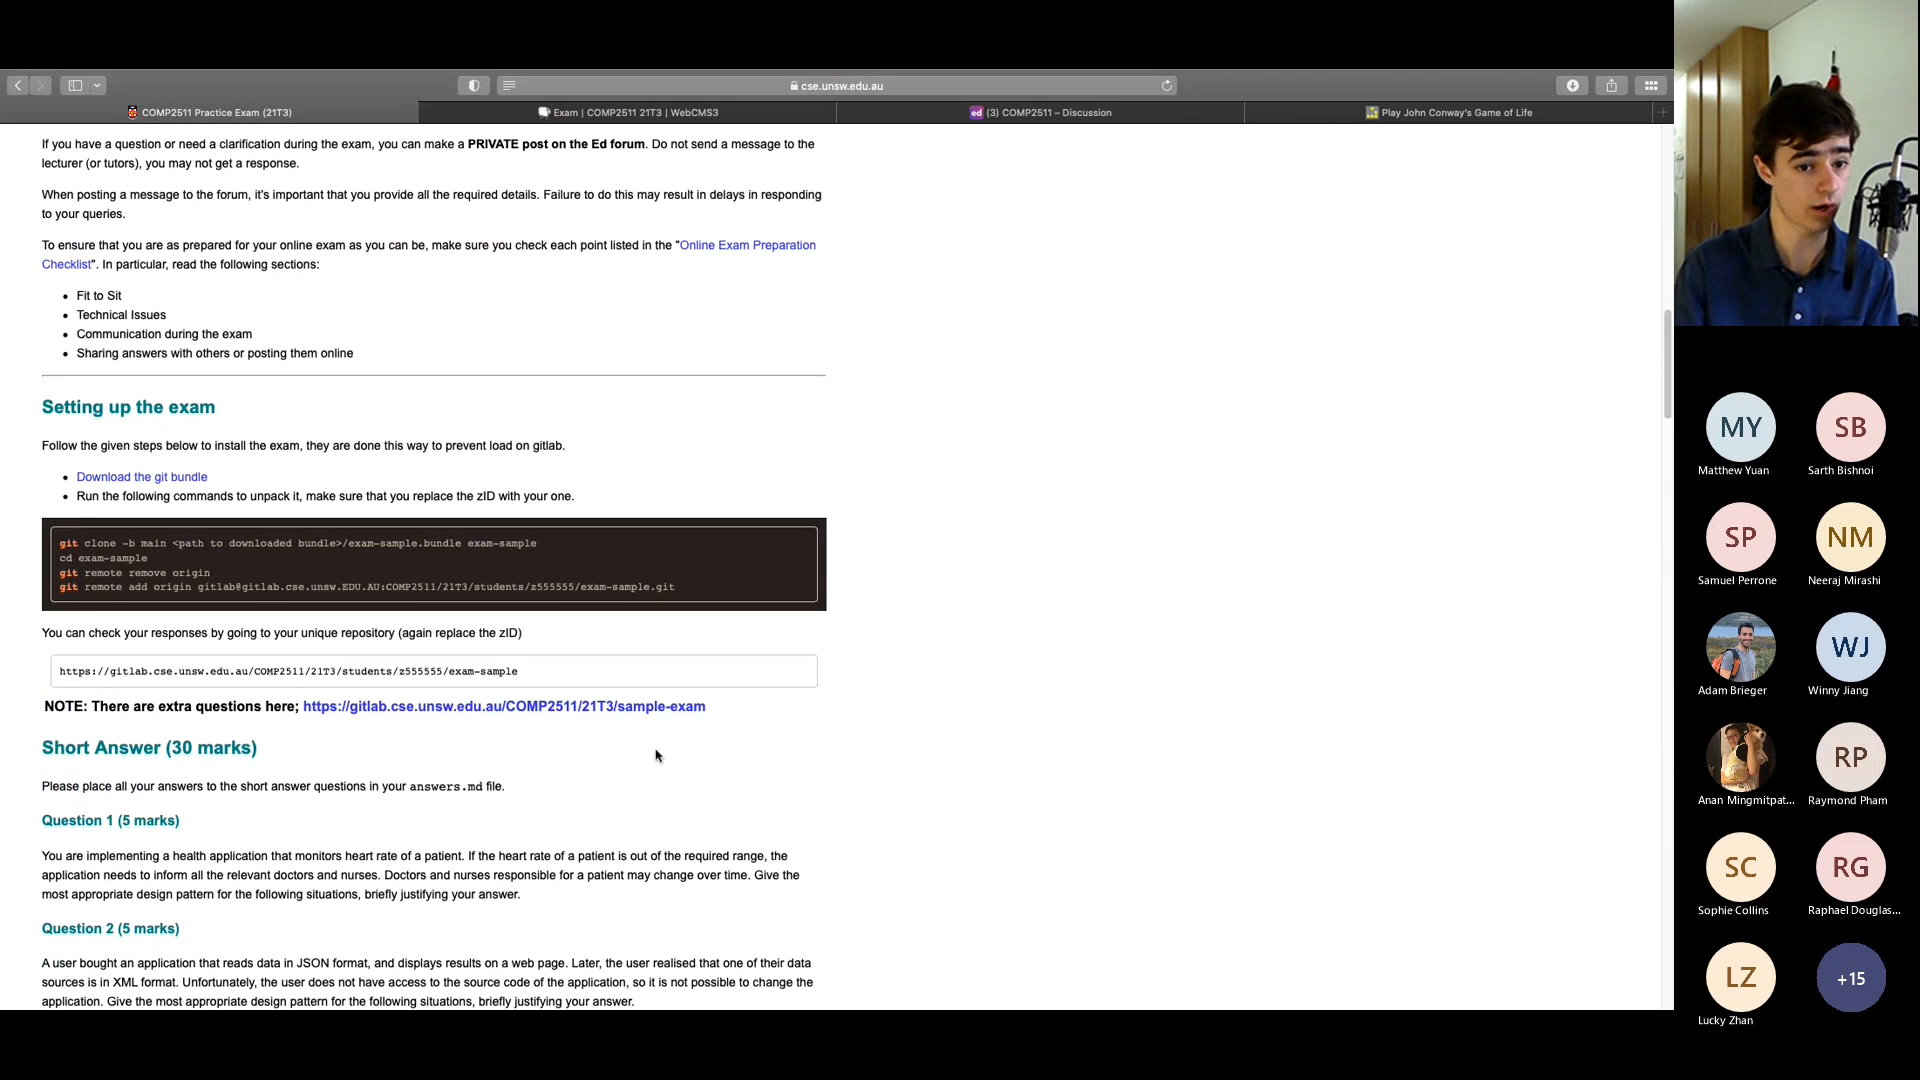 cse.unsw.edu.au
COMP2511 Practice Exam (21T3)
Exam | COMP2511 21T3 | WebCMS3
ed (3) COMP2511 – Discussion
Play John Conway's Game of Life
If you have a question or need a clarification during the exam, you can make a PRIVATE post on the Ed forum. Do not send a message to the
lecturer (or tutors), you may not get a response.
When posting a message to the forum, it's important that you provide all the required details. Failure to do this may result in delays in responding
to your queries.
To ensure that you are as prepared for your online exam as you can be, make sure you check each point listed in the "Online Exam Preparation
Checklist". In particular, read the following sections:
• Fit to Sit
• Technical Issues
• Communication during the exam
• Sharing answers with others or posting them online
Setting up the exam
Follow the given steps below to install the exam, they are done this way to prevent load on gitlab.
• Download the git bundle
• Run the following commands to unpack it, make sure that you replace the zID with your one.
git clone -b main <path to downloaded bundle>/exam-sample.bundle exam-sample
cd exam-sample
git remote remove origin
git remote add origin gitlab@gitlab.cse.unsw.EDU.AU:COMP2511/21T3/students/z555555/exam-sample.git
You can check your responses by going to your unique repository (again replace the zID)
https://gitlab.cse.unsw.edu.au/COMP2511/21T3/students/z555555/exam-sample
NOTE: There are extra questions here; https://gitlab.cse.unsw.edu.au/COMP2511/21T3/sample-exam
Short Answer (30 marks)
Please place all your answers to the short answer questions in your answers.md file.
Question 1 (5 marks)
You are implementing a health application that monitors heart rate of a patient. If the heart rate of a patient is out of the required range, the
application needs to inform all the relevant doctors and nurses. Doctors and nurses responsible for a patient may change over time. Give the
most appropriate design pattern for the following situations, briefly justifying your answer.
Question 2 (5 marks)
A user bought an application that reads data in JSON format, and displays results on a web page. Later, the user realised that one of their data
sources is in XML format. Unfortunately, the user does not have access to the source code of the application, so it is not possible to change the
application. Give the most appropriate design pattern for the following situations, briefly justifying your answer.
MY
SB
Matthew Yuan
Sarth Bishnoi
SP
NM
Samuel Perrone
Neeraj Mirashi
WJ
Adam Brieger
Winny Jiang
RP
Anan Mingmitpat...
Raymond Pham
SC
RG
Sophie Collins
Raphael Douglas...
LZ
+15
Lucky Zhan